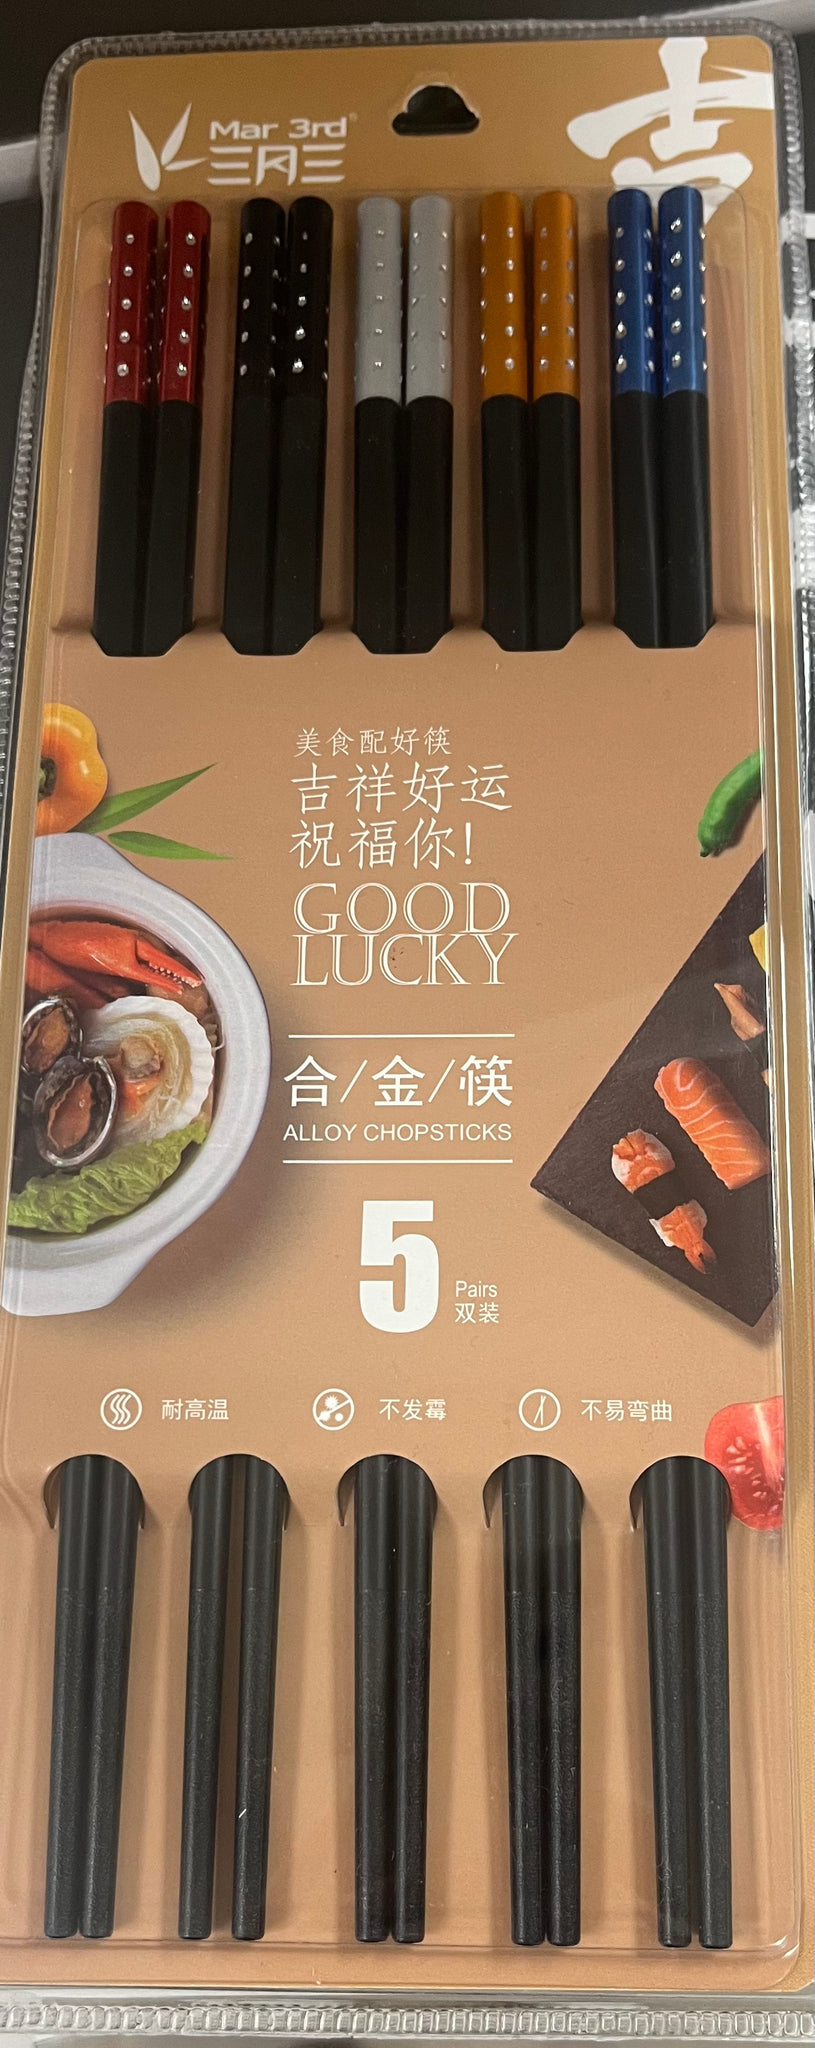 Mar 3rd®
三月三
吉
美食配好筷
吉祥好运
祝福你!
GOOD
LUCKY
合/金/筷
ALLOY CHOPSTICKS
5 Pairs
双装
耐高温 不发霉 不易弯曲